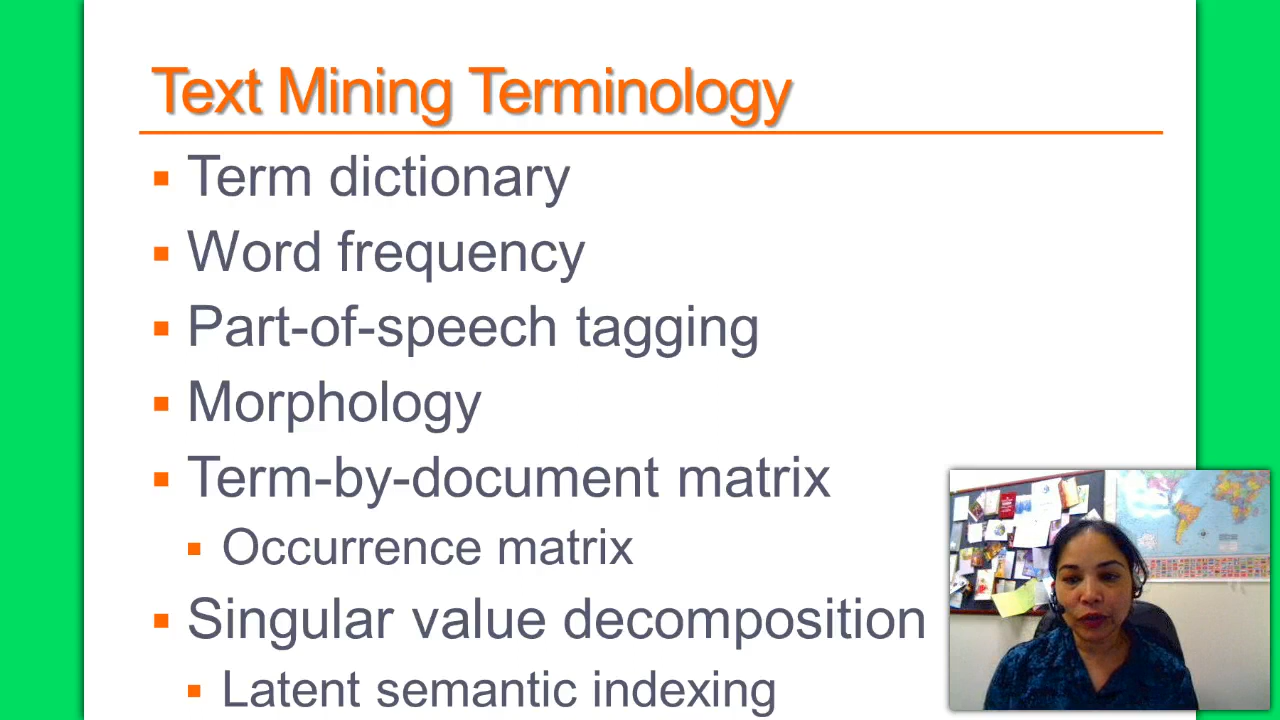 Text Mining Terminology
Term dictionary
Word frequency
Part-of-speech tagging
Morphology
Term-by-document matrix
Occurrence matrix
Singular value decomposition
Latent semantic indexing